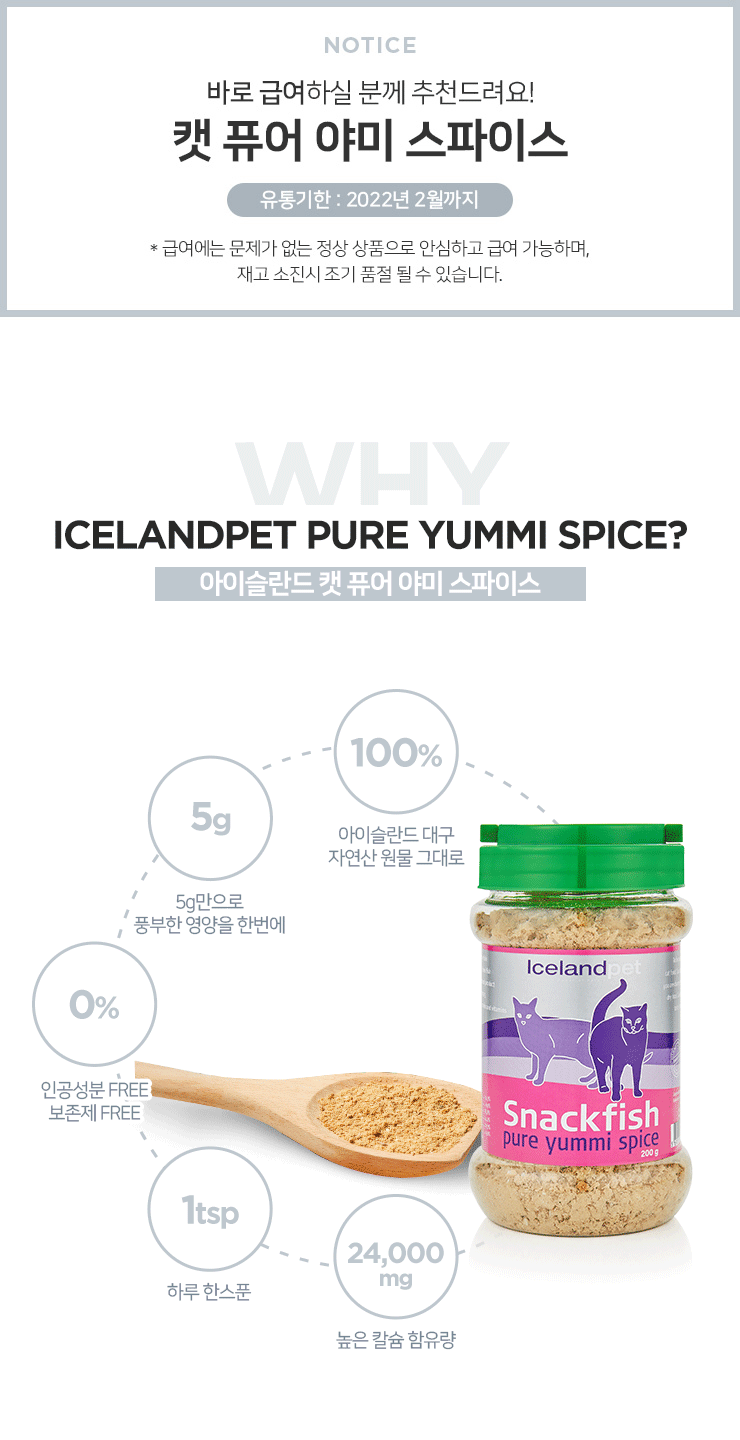 NOTICE
바로 급여하실 분께 추천드려요!
캣 퓨어 야미 스파이스
유통기한 : 2022년 2월까지
* 급여에는 문제가 없는 정상 상품으로 안심하고 급여 가능하며,
재고 소진시 조기 품절 될 수 있습니다.
WHY
ICELANDPET PURE YUMMI SPICE?
아이슬란드 캣 퓨어 야미 스파이스
100%
아이슬란드 대구
자연산 원물 그대로
5g
5g만으로
풍부한 영양을 한번에
0%
인공성분 FREE
보존제 FREE
1tsp
하루 한스푼
24,000
mg
높은 칼슘 함유량
Icelandpet
Snackfish
pure yummi spice
200 g